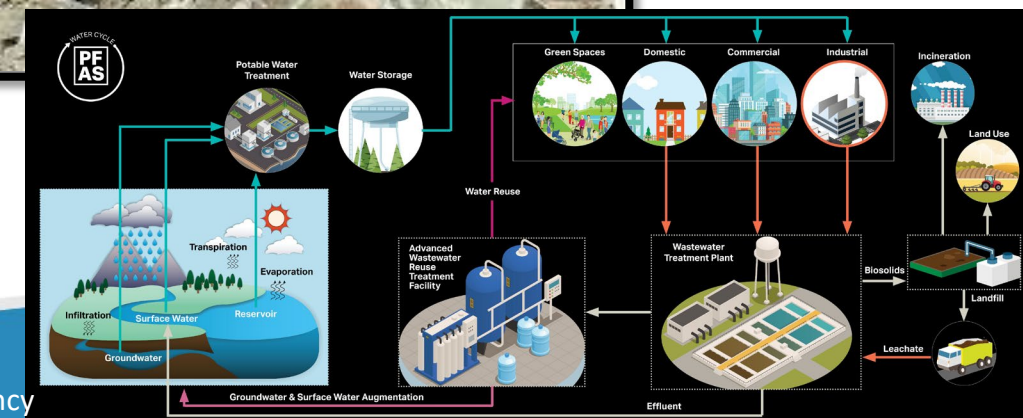 WATER CYCLE
PF
AS
Potable Water
Treatment
Water Storage
Green Spaces
Domestic
Commercial
Industrial
Incineration
Land Use
Water Reuse
Transpiration
Evaporation
Infiltration
Surface Water
Reservoir
Groundwater
Advanced
Wastewater
Reuse
Treatment
Facility
Wastewater
Treatment Plant
Biosolids
Landfill
Leachate
Groundwater & Surface Water Augmentation
Effluent
ncy